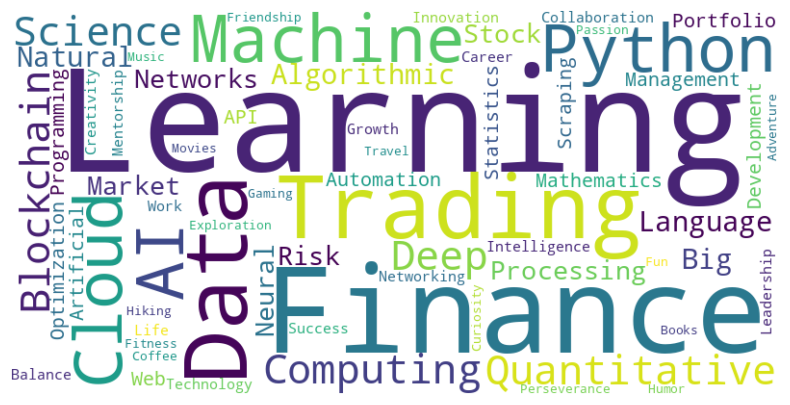 Science
Natural
Music
Friendship
Machine
Innovation
Stock
Career
Collaboration
Passion
Portfolio
Python
Management
Networks
Algorithmic
API
Creativity
Mentorship
Programming
Blockchain
Learning
Growth
Movies
Travel
Statistics
Scraping
Development
Adventure
Market
Work
Gaming
Automation
Mathematics
Trading
Language
Exploration
Optimization
Artificial
Cloud
AI
Data
Neural
Risk
Deep
Intelligence
Processing
Networking
Fun
Big
Leadership
Hiking
Life
Fitness
Coffee
Success
Finance
Curiosity
Books
Balance
Web
Technology
Computing
Quantitative
Perseverance
Humor